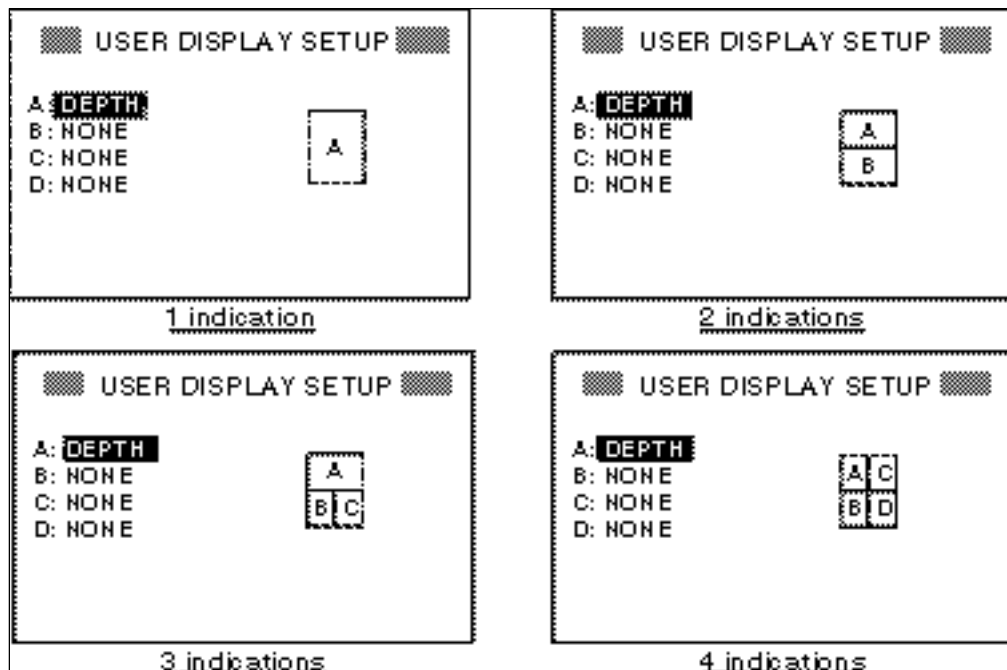 USER DISPLAY SETUP
A: DEPTH
B: NONE
C: NONE
D: NONE
A
1 indication
USER DISPLAY SETUP
A: DEPTH
B: NONE
C: NONE
D: NONE
A
B
2 indications
USER DISPLAY SETUP
A: DEPTH
B: NONE
C: NONE
D: NONE
A
B C
3 indications
USER DISPLAY SETUP
A: DEPTH
B: NONE
C: NONE
D: NONE
A C
B D
4 indications